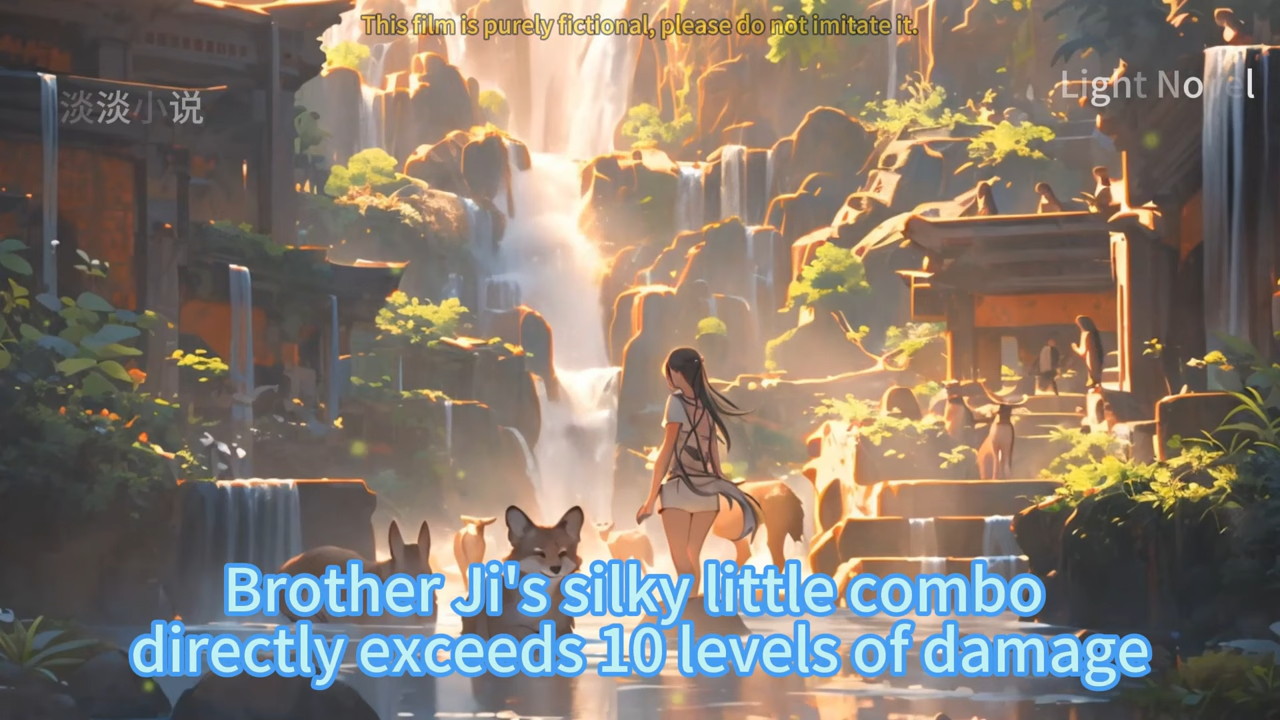 This film is purely fictional, please do not imitate it.
Light Novel
淡淡小说
Brother Ji's silky little combo
directly exceeds 10 levels of damage